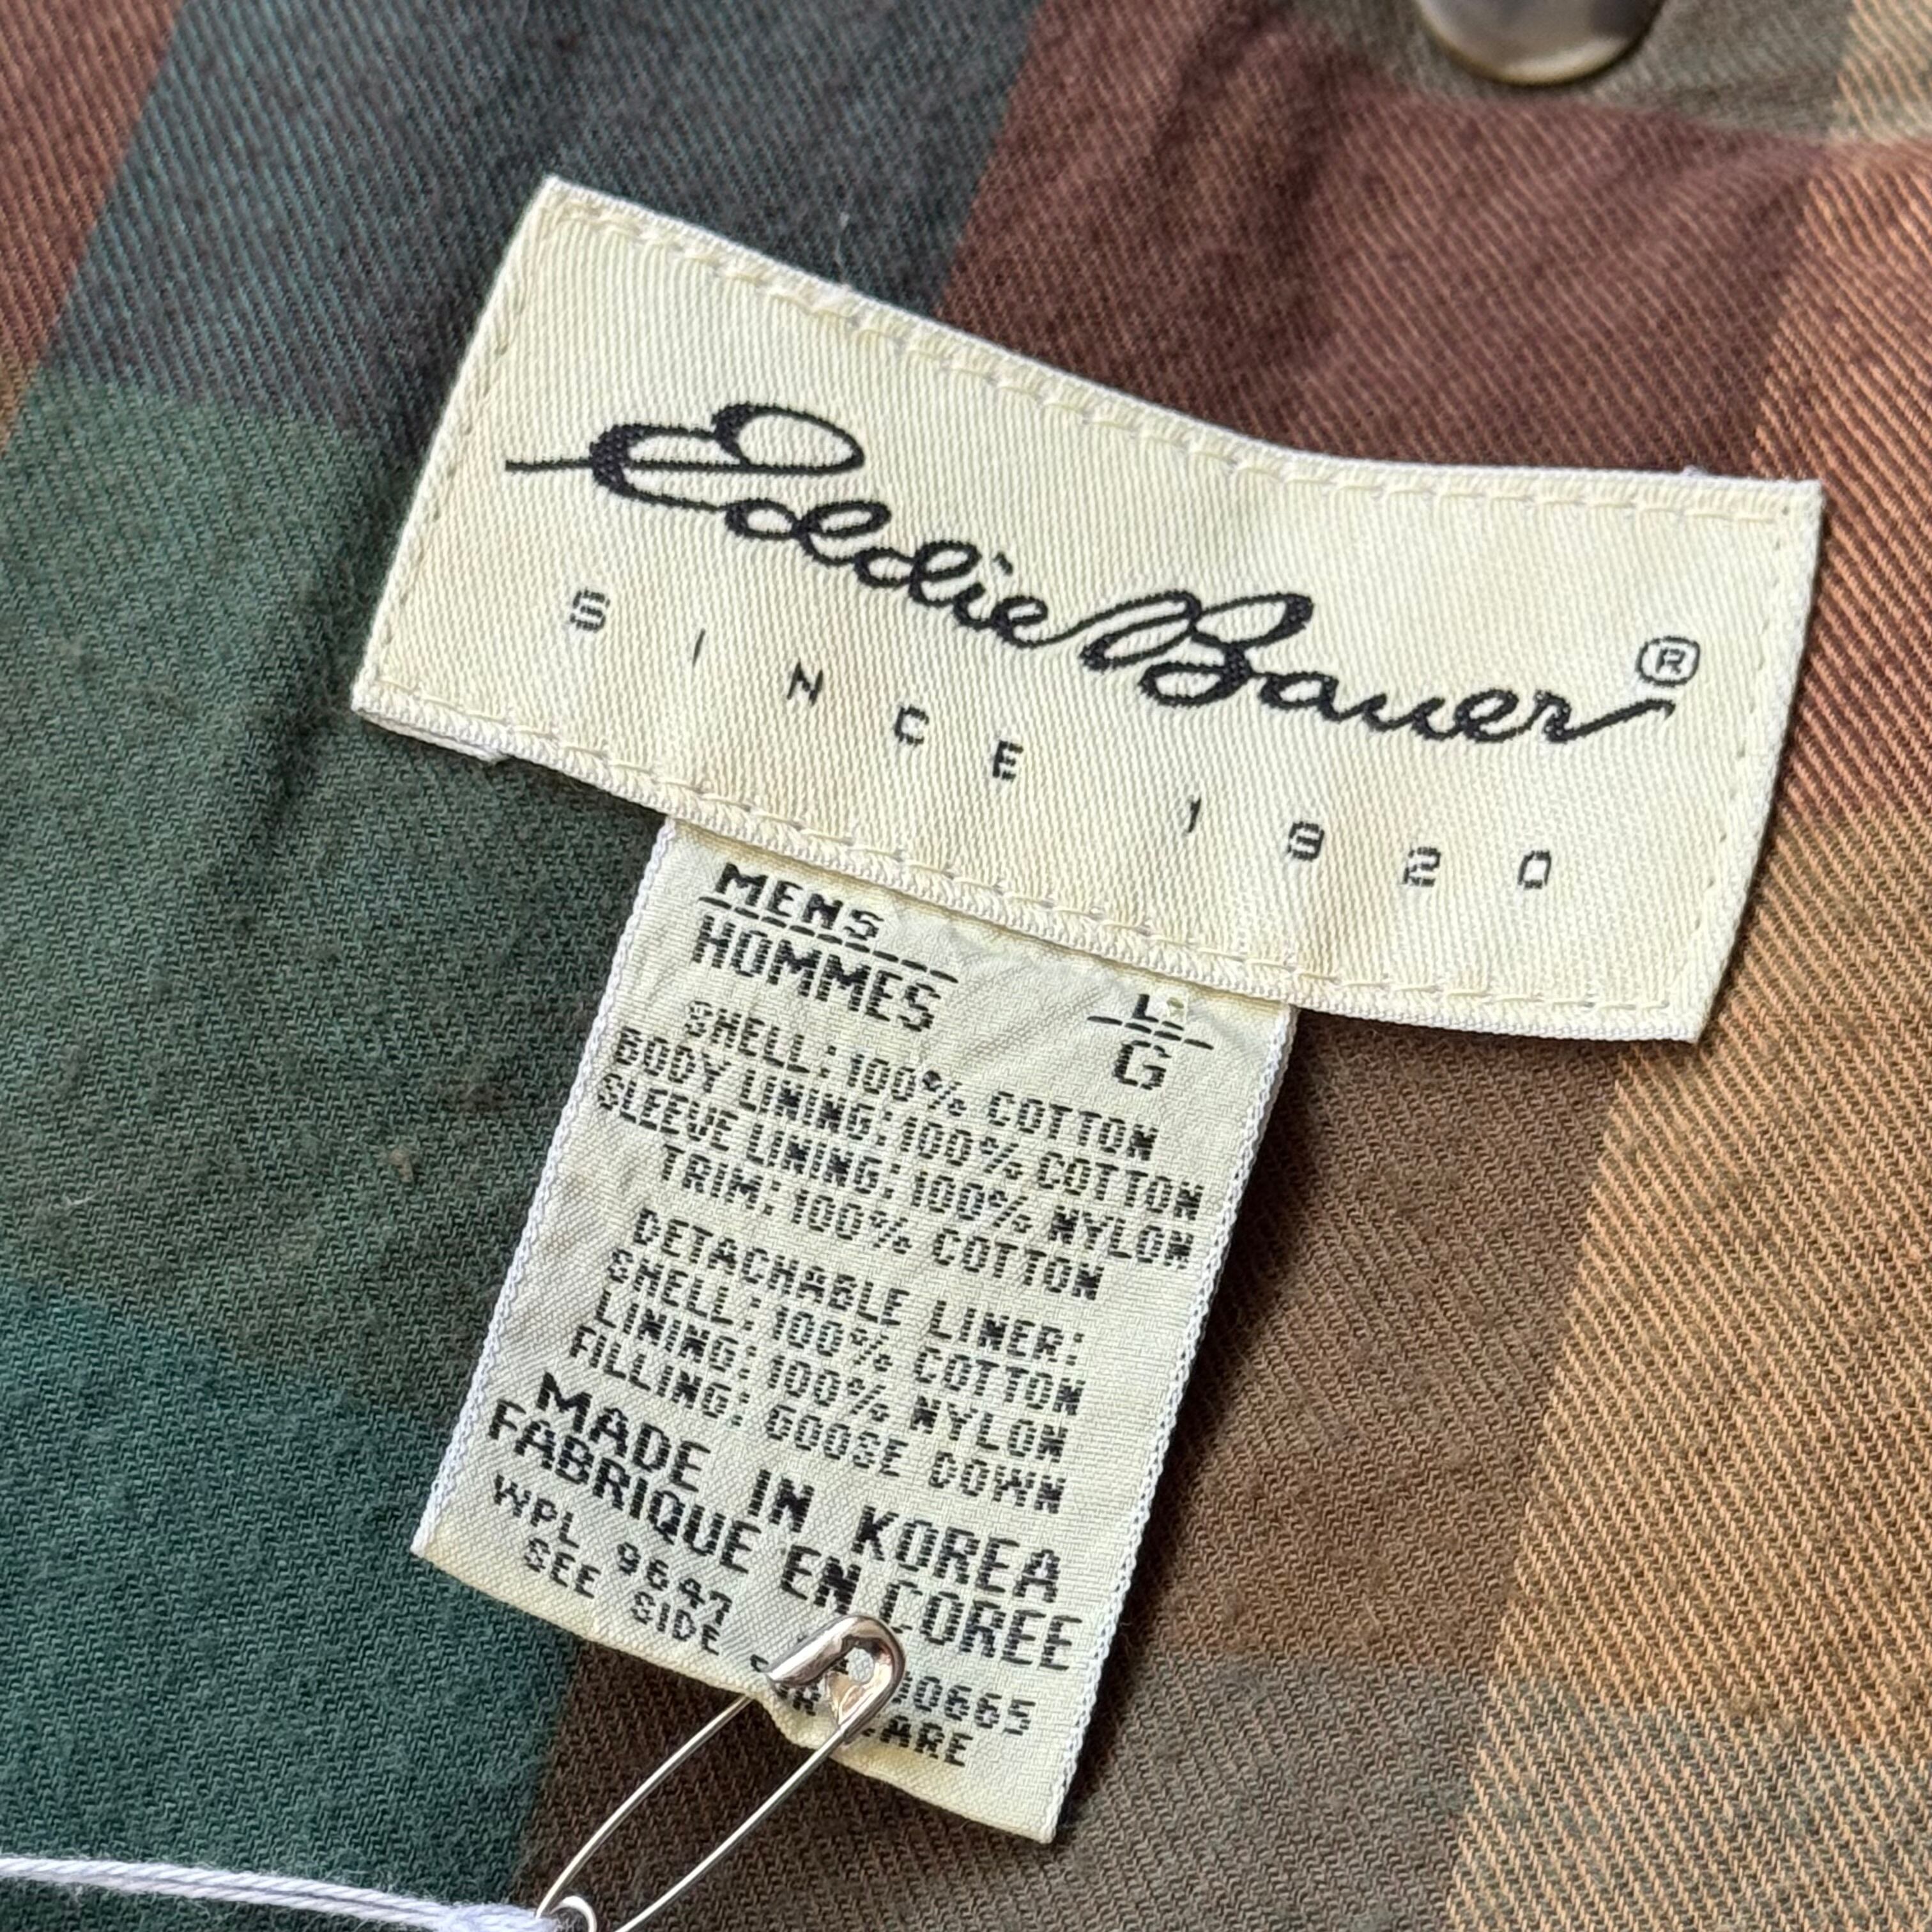 Eddie Bauer®
SINCE 1920
MENS
HOMMES
L
G
SHELL: 100% COTTON
BODY LINING: 100% COTTON
SLEEVE LINING: 100% NYLON
TRIM: 100% COTTON
DETACHABLE LINER:
SHELL: 100% COTTON
LINING: 100% NYLON
FILLING: GOOSE DOWN
MADE IN KOREA
FABRIQUE EN COREE
WPL 9647
SEE SIDE